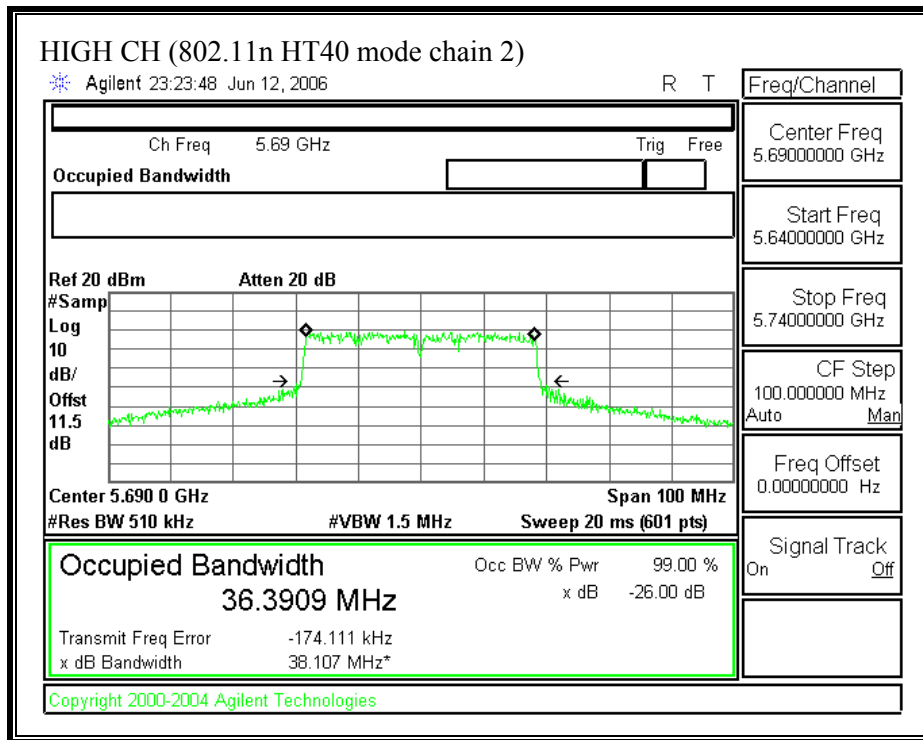 HIGH CH (802.11n HT40 mode chain 2)
Agilent 23:23:48 Jun 12, 2006 R T
Freq/Channel
Ch Freq 5.69 GHz Trig Free
Occupied Bandwidth
Center Freq
5.69000000 GHz
Start Freq
5.64000000 GHz
Stop Freq
5.74000000 GHz
CF Step
100.000000 MHz
Auto Man
Freq Offset
0.00000000 Hz
Signal Track
On Off
Ref 20 dBm Atten 20 dB
#Samp
Log
10
dB/
Offst
11.5
dB
Center 5.690 0 GHz Span 100 MHz
#Res BW 510 kHz #VBW 1.5 MHz Sweep 20 ms (601 pts)
Occupied Bandwidth Occ BW % Pwr 99.00 %
36.3909 MHz x dB -26.00 dB
Transmit Freq Error -174.111 kHz
x dB Bandwidth 38.107 MHz*
Copyright 2000-2004 Agilent Technologies